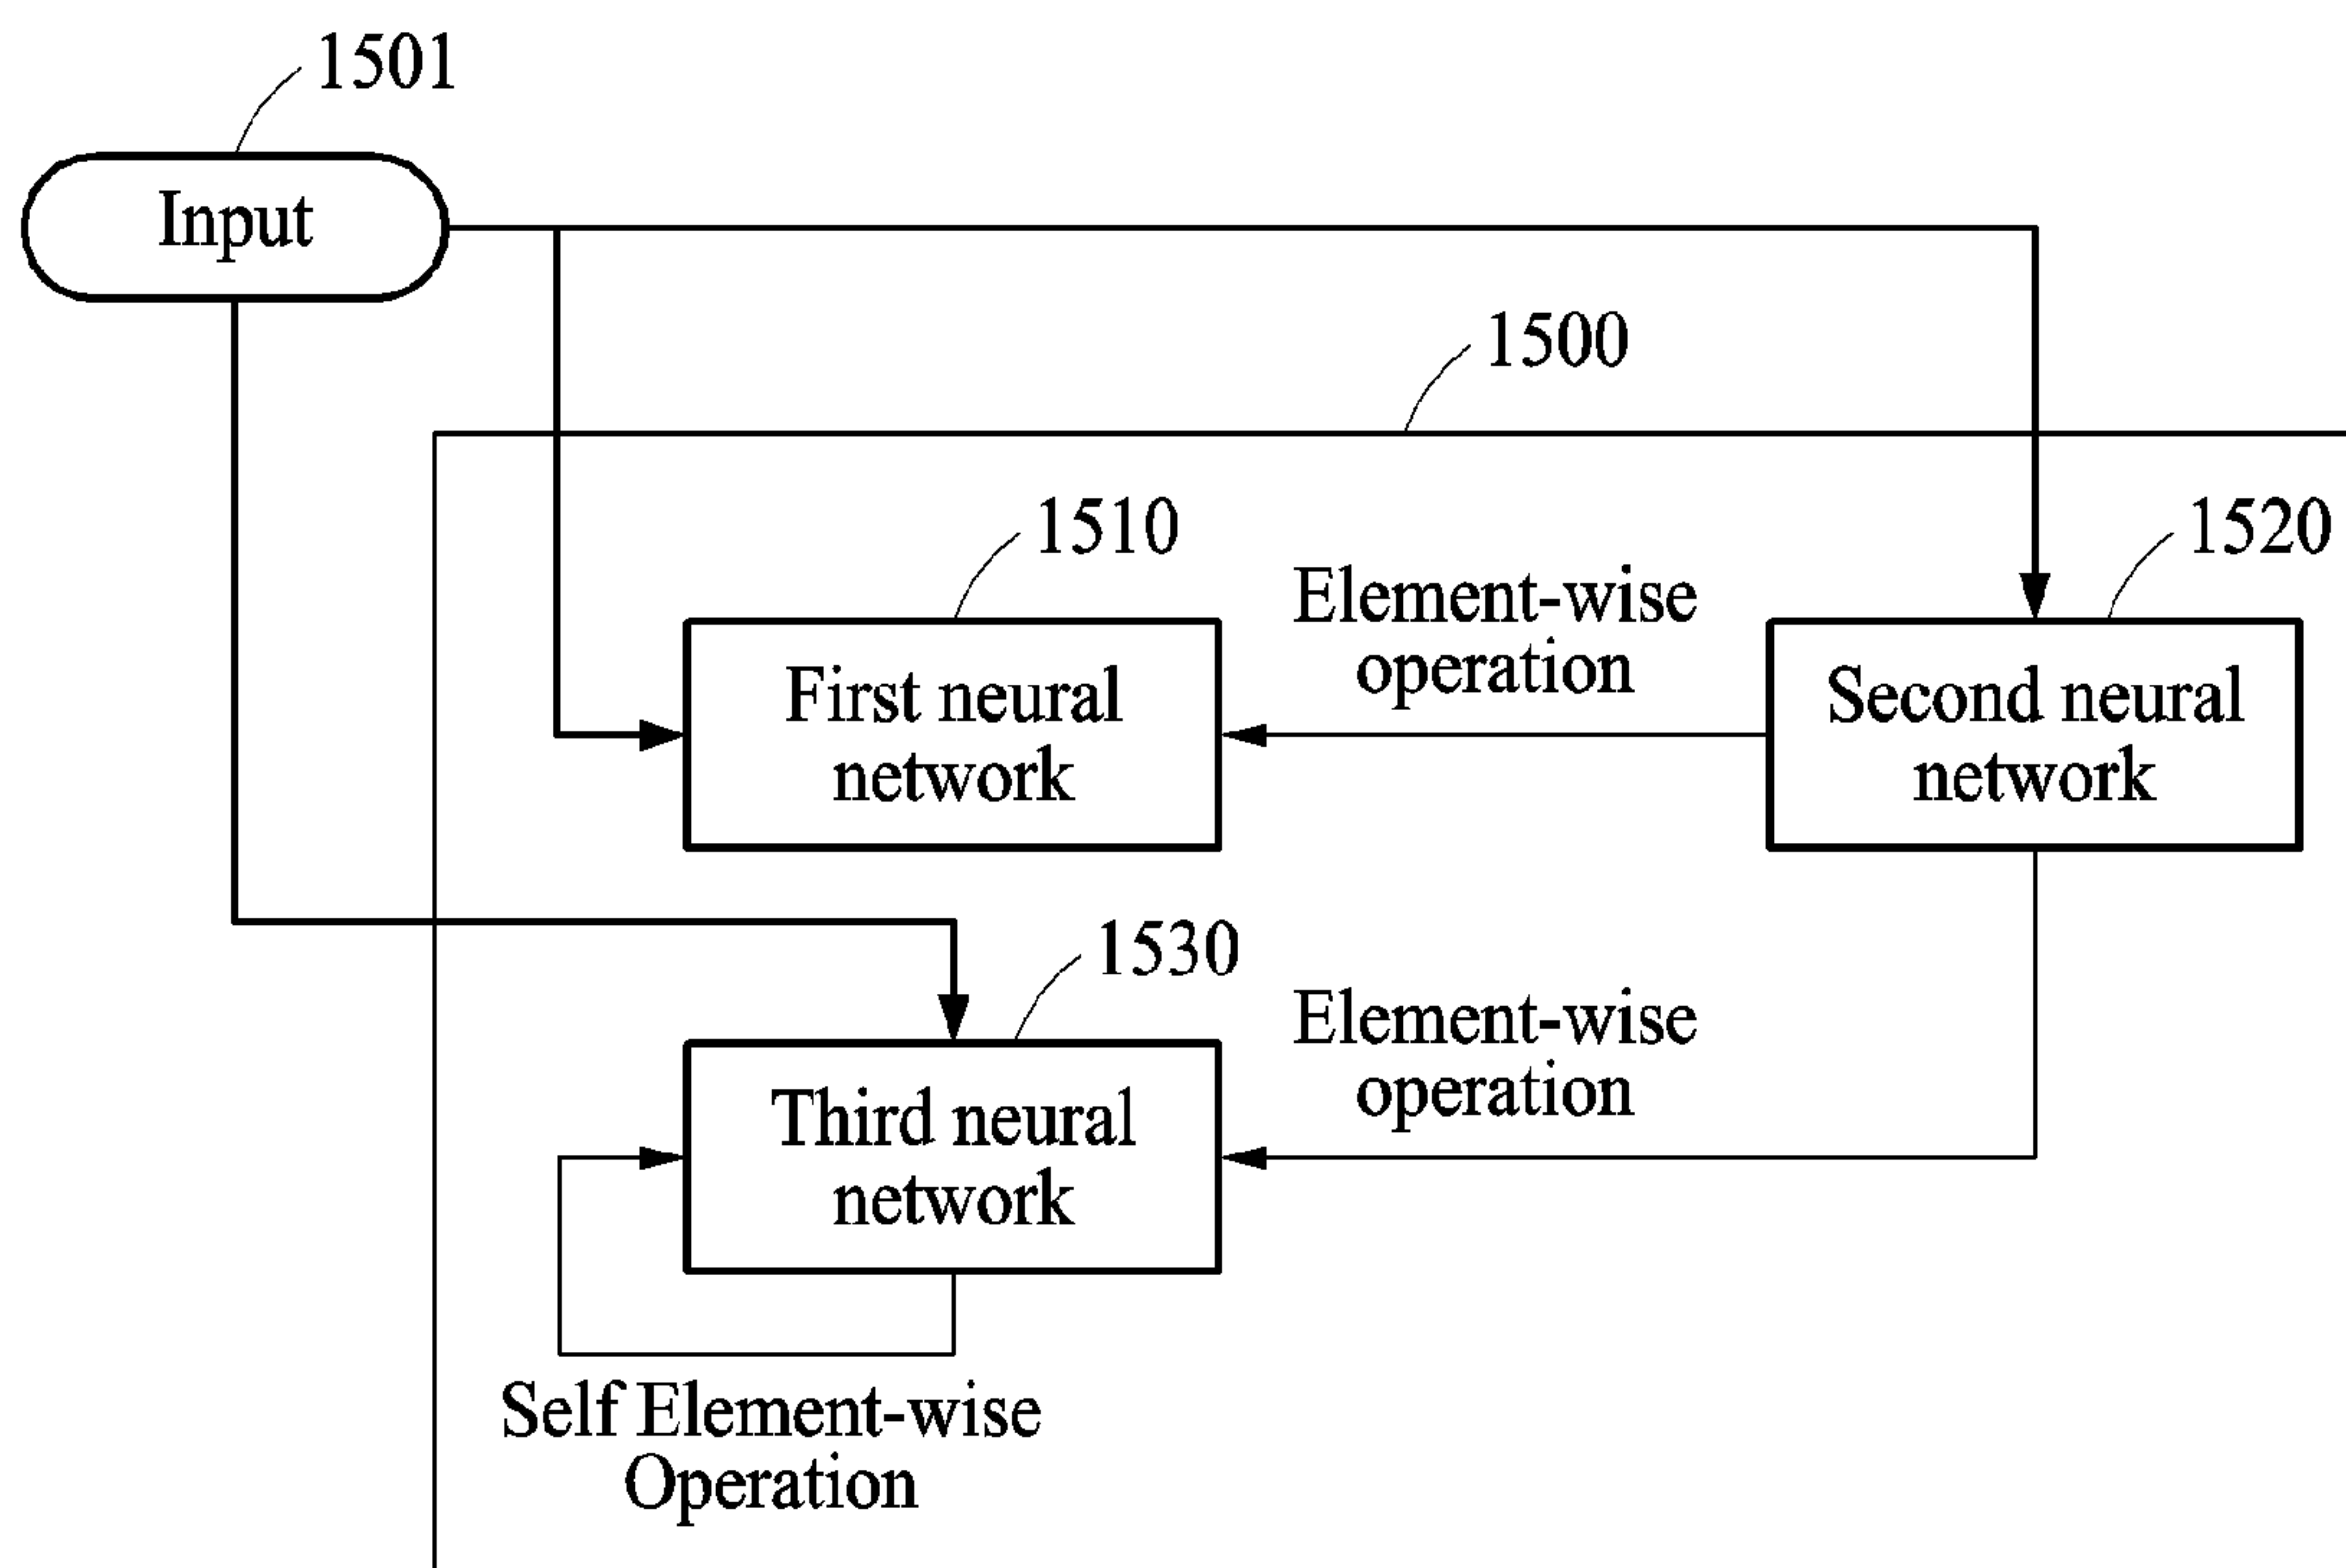 1501
Input
1500
1510
1520
Element-wise
operation
First neural
network
Second neural
network
1530
Element-wise
operation
Third neural
network
Self Element-wise
Operation